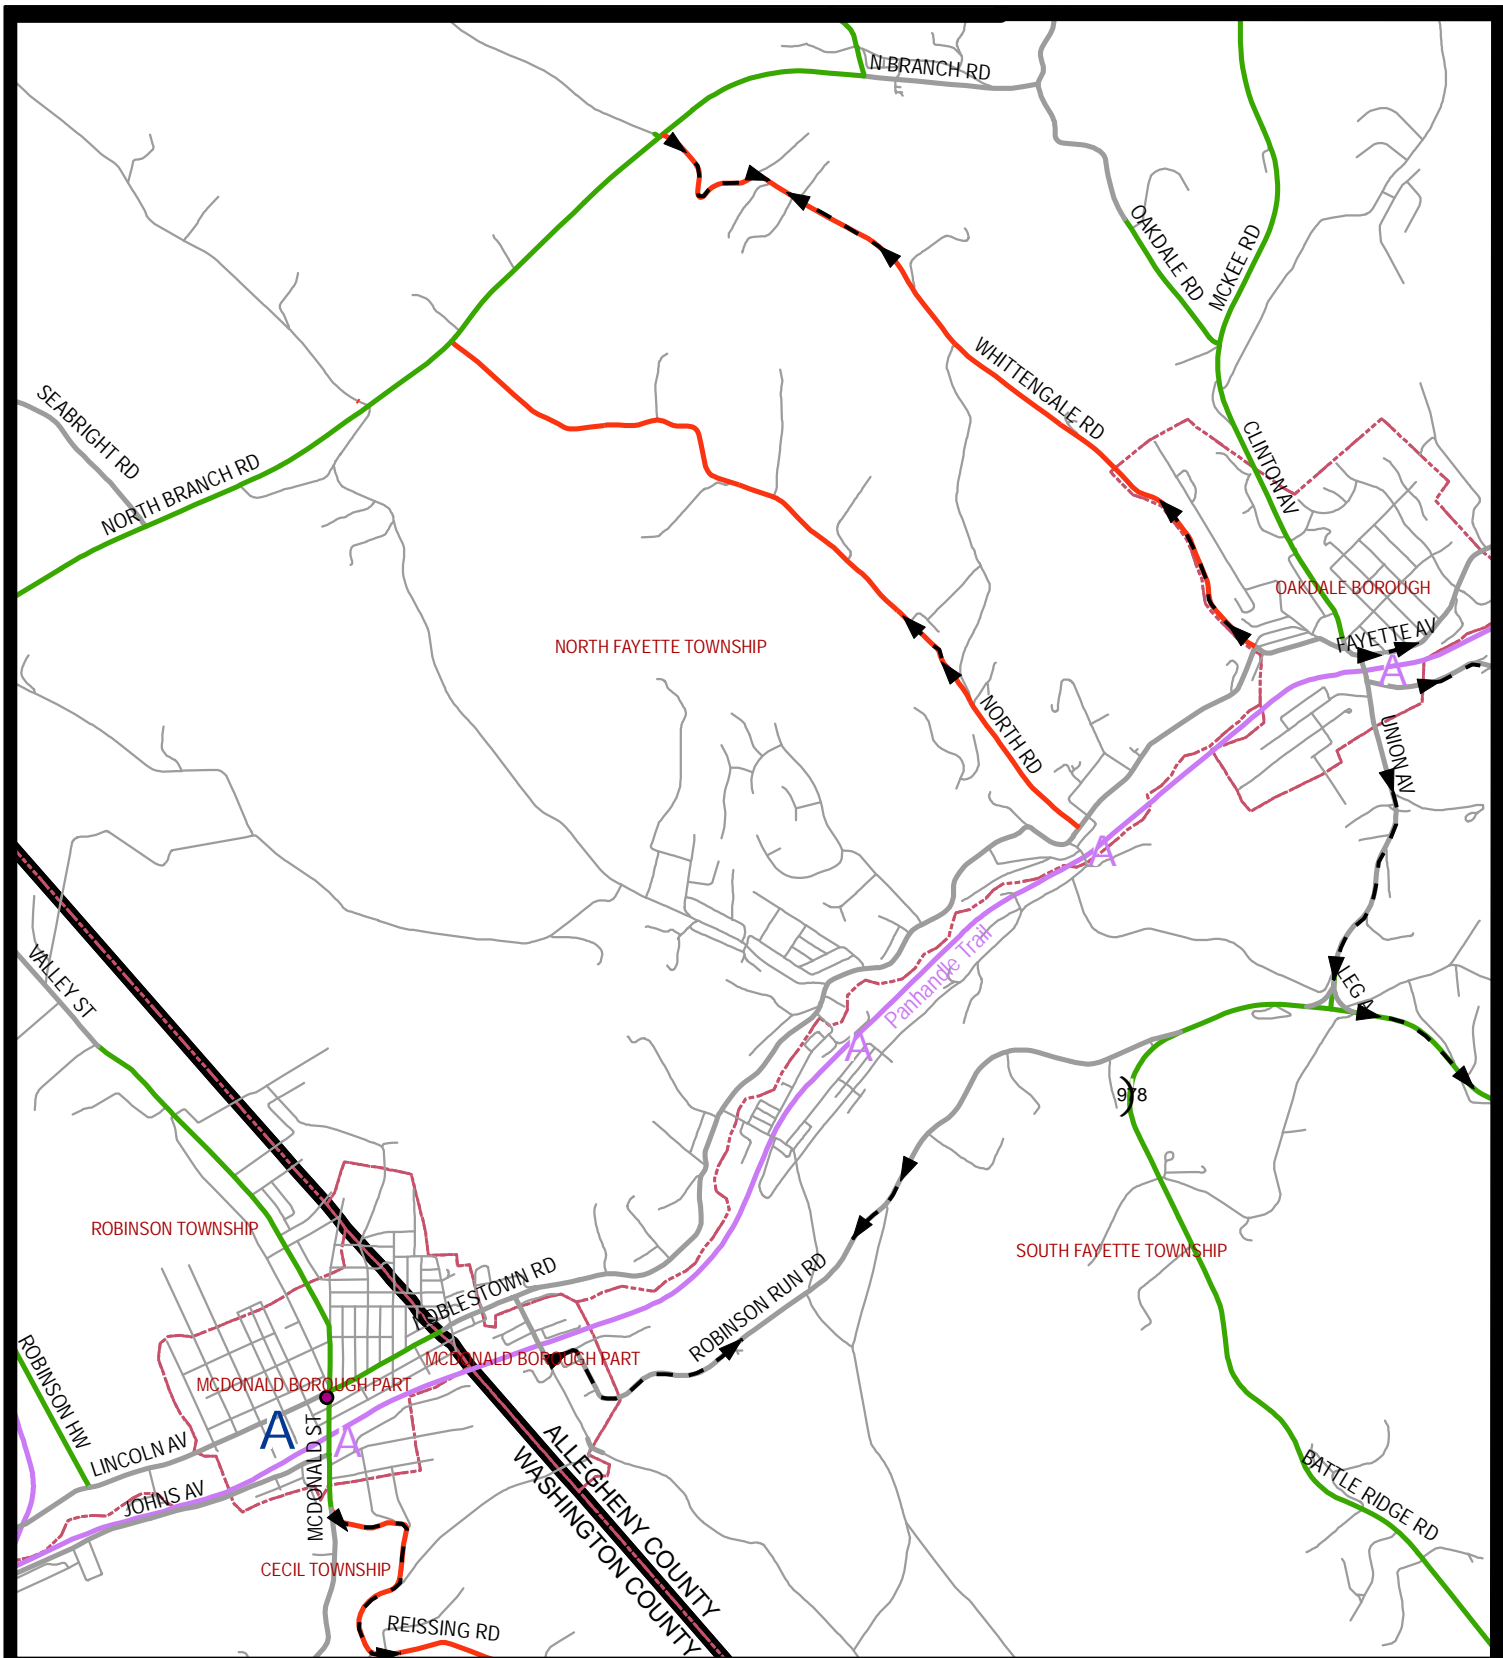 N BRANCH RD
OAKDALE RD
MCKEE RD
WHITTENGALE RD
SEABRIGHT RD
NORTH BRANCH RD
CLINTON AV
OAKDALE BOROUGH
FAYETTE AV
A
NORTH FAYETTE TOWNSHIP
NORTH RD
UNION AV
A
Panhandle Trail
A
VALLEY ST
LEG A
978
ROBINSON TOWNSHIP
SOUTH FAYETTE TOWNSHIP
NOBLESTOWN RD
ROBINSON RUN RD
MCDONALD BOROUGH PART
MCDONALD BOROUGH PART
ROBINSON HW
A
A
LINCOLN AV
MCDONALD ST
JOHNS AV
ALLEGHENY COUNTY
WASHINGTON COUNTY
BATTLE RIDGE RD
CECIL TOWNSHIP
REISSING RD